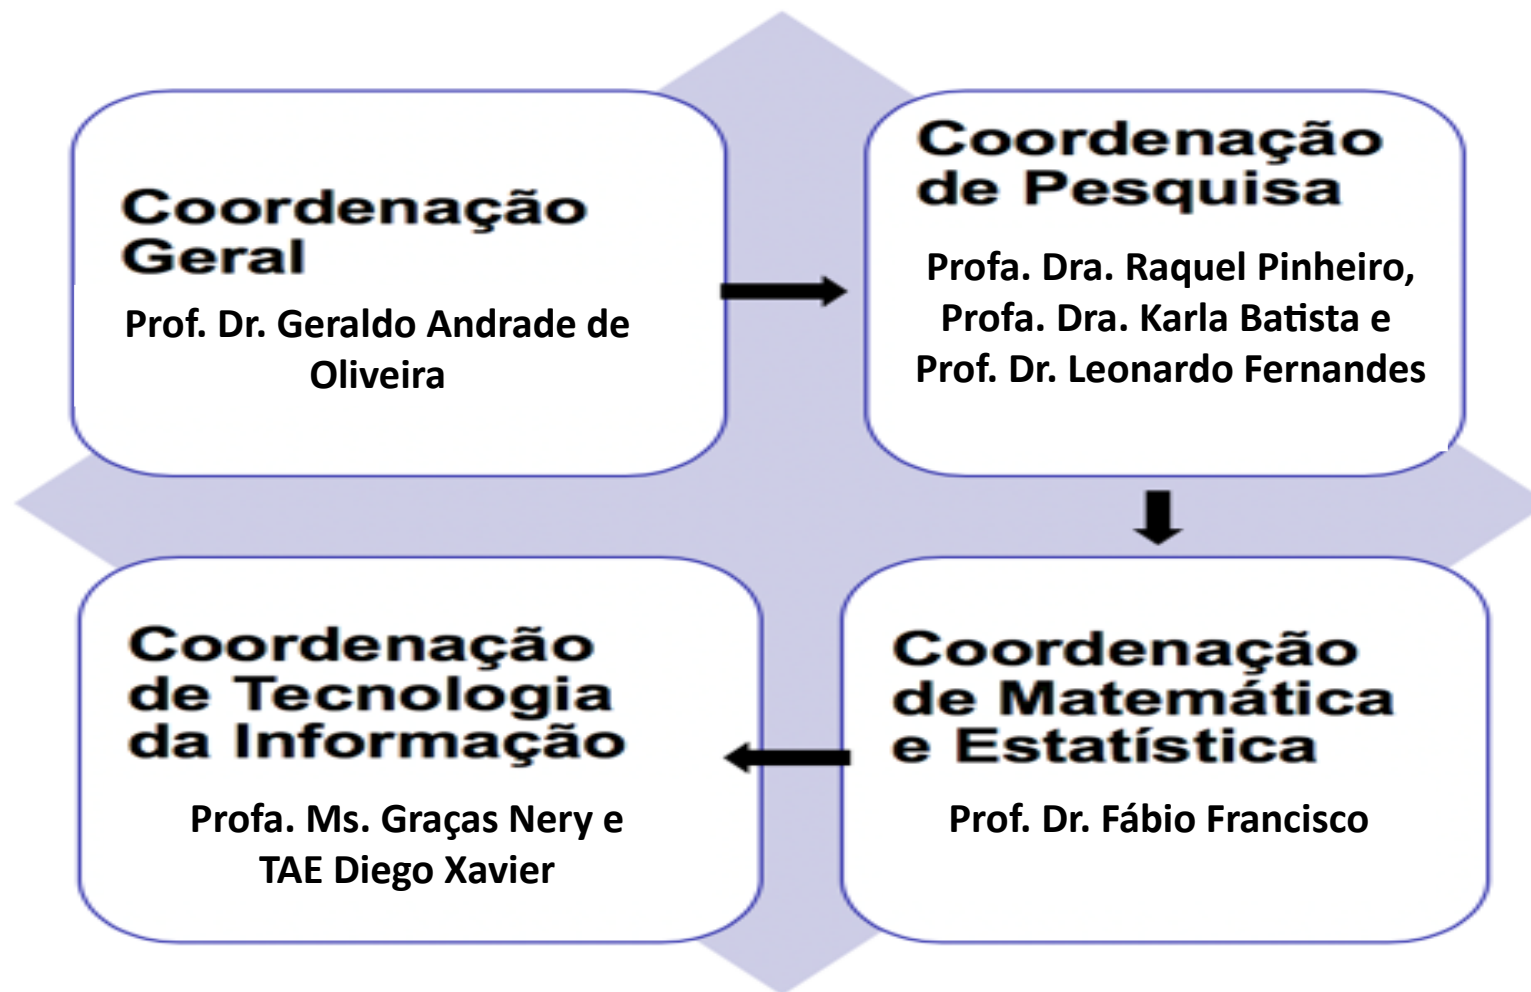 Coordenação
Geral
Prof. Dr. Geraldo Andrade de
Oliveira
Coordenação
de Pesquisa
Profa. Dra. Raquel Pinheiro,
Profa. Dra. Karla Batista e
Prof. Dr. Leonardo Fernandes
Coordenação
de Tecnologia
da Informação
Profa. Ms. Graças Nery e
TAE Diego Xavier
Coordenação
de Matemática
e Estatística
Prof. Dr. Fábio Francisco